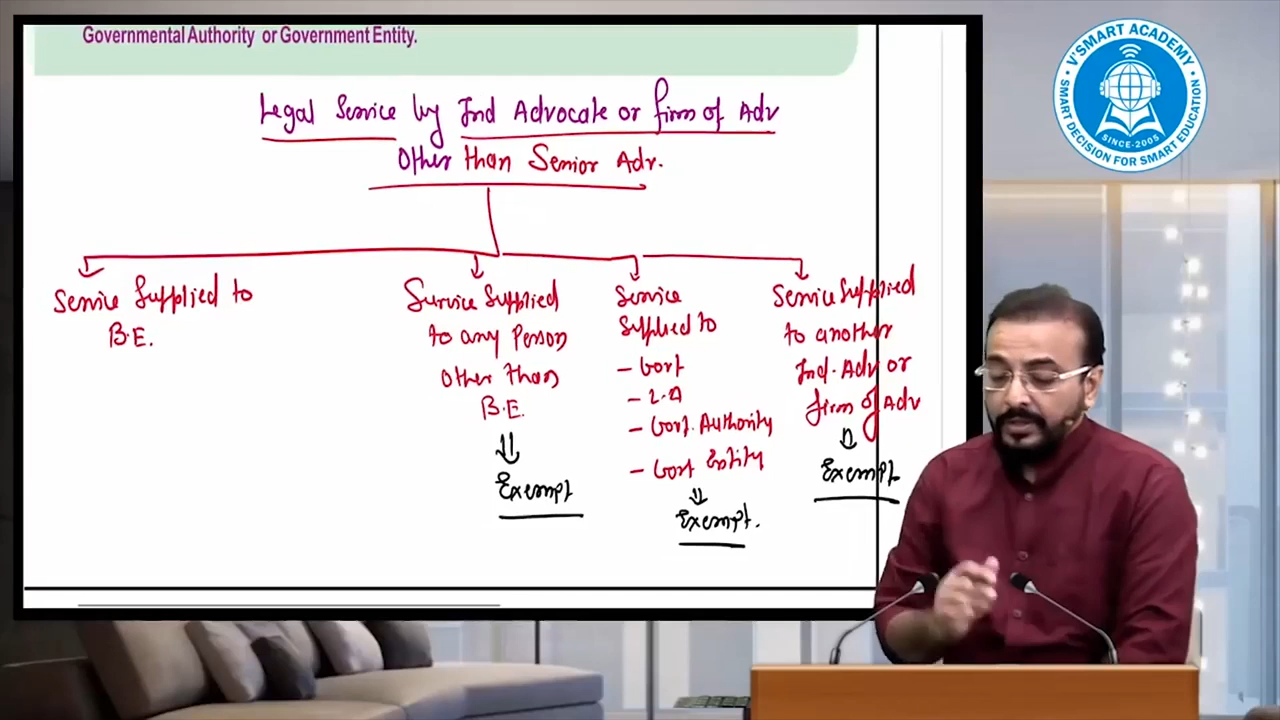 Governmental Authority or Government Entity.
Legal Service by Ind Advocate or firm of Adv
Other than Senior Adv.
Service Supplied to
B.E.
Service Supplied
to any Person
Other Than
B.E.
Exempt
Service
Supplied to
- Govt
- L.A
- Govt. Authority
- Govt Entity
Exempt.
Service Supplied
to another
Ind. Adv or
firm of Adv
Exempt
V'SMART ACADEMY
SINCE-2005
SMART DECISION FOR SMART EDUCATION